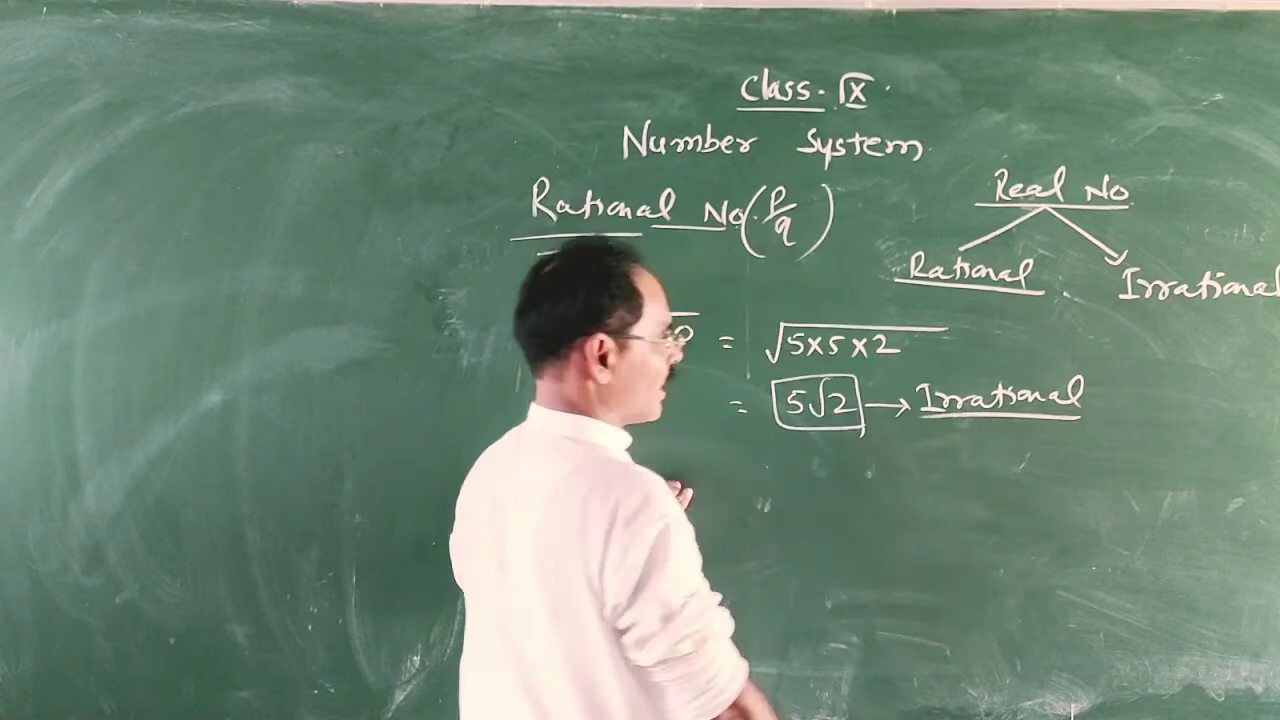 Class. IX
Number System
Rational No. (P/q)
Real No
Rational
Irrational
= √5×5×2
= 5√2 → Irrational